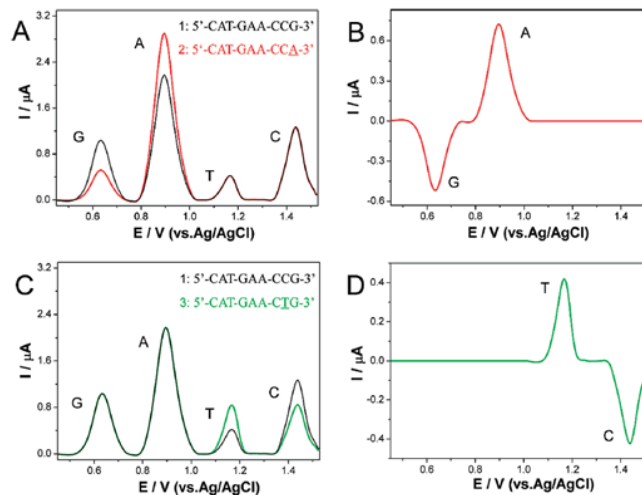 A
3.2
2.4
1.6
0.8
0.0
I / µA
G
A
T
C
1: 5'-CAT-GAA-CCG-3'
2: 5'-CAT-GAA-CCA-3'
0.6 0.8 1.0 1.2 1.4
E / V (vs.Ag/AgCl)
B
0.6
0.3
0.0
-0.3
-0.6
I / µA
A
G
0.6 0.8 1.0 1.2 1.4
E / V (vs.Ag/AgCl)
C
3.2
2.4
1.6
0.8
0.0
I / µA
G
A
T
C
1: 5'-CAT-GAA-CCG-3'
3: 5'-CAT-GAA-CTG-3'
0.6 0.8 1.0 1.2 1.4
E / V (vs.Ag/AgCl)
D
0.4
0.2
0.0
-0.2
-0.4
I / µA
T
C
0.6 0.8 1.0 1.2 1.4
E / V (vs.Ag/AgCl)